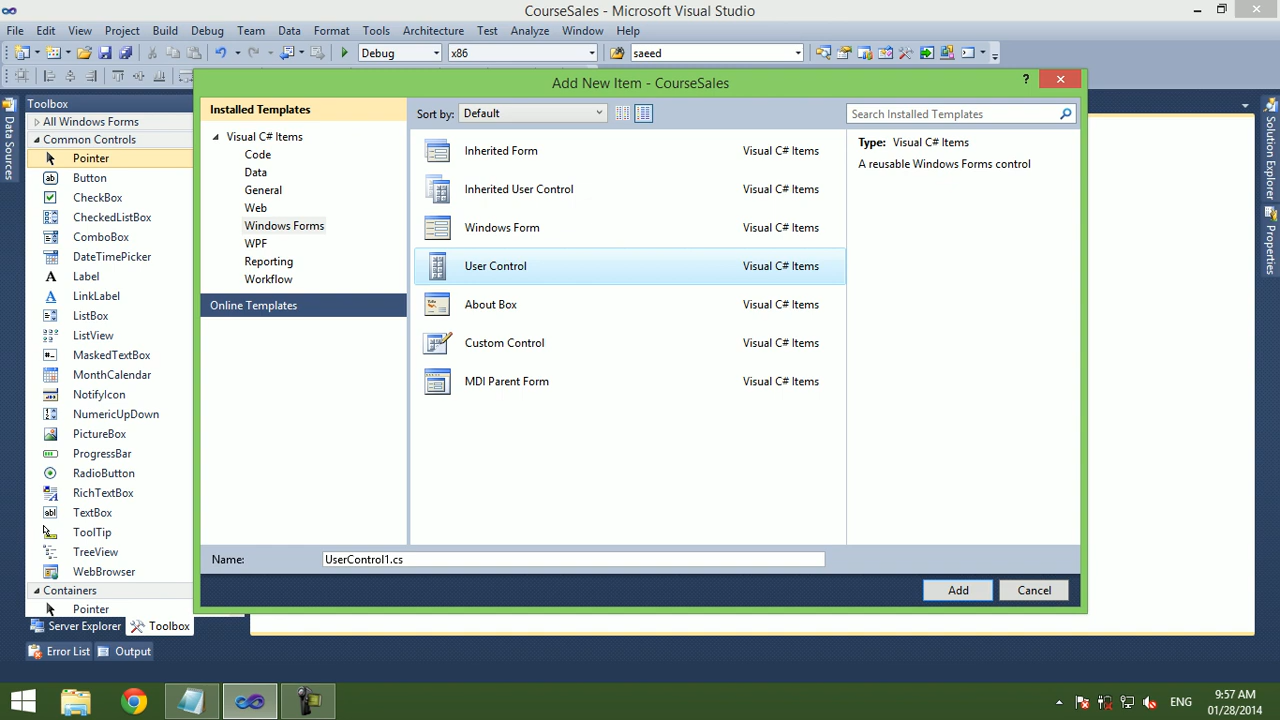 CourseSales - Microsoft Visual Studio
File Edit View Project Build Debug Team Data Format Tools Architecture Test Analyze Window Help
Debug x86 saeed
Add New Item - CourseSales
?
Toolbox
All Windows Forms
Common Controls
Pointer
Button
CheckBox
CheckedListBox
ComboBox
DateTimePicker
Label
LinkLabel
ListBox
ListView
MaskedTextBox
MonthCalendar
NotifyIcon
NumericUpDown
PictureBox
ProgressBar
RadioButton
RichTextBox
TextBox
ToolTip
TreeView
WebBrowser
Containers
Pointer
Server Explorer Toolbox
Error List Output
Data Sources
Installed Templates
Visual C# Items
Code
Data
General
Web
Windows Forms
WPF
Reporting
Workflow
Online Templates
Sort by: Default
Search Installed Templates
Inherited Form Visual C# Items
Inherited User Control Visual C# Items
Windows Form Visual C# Items
User Control Visual C# Items
About Box Visual C# Items
Custom Control Visual C# Items
MDI Parent Form Visual C# Items
Type: Visual C# Items
A reusable Windows Forms control
Name: UserControl1.cs
Add Cancel
Solution Explorer
Properties
ENG
9:57 AM
01/28/2014